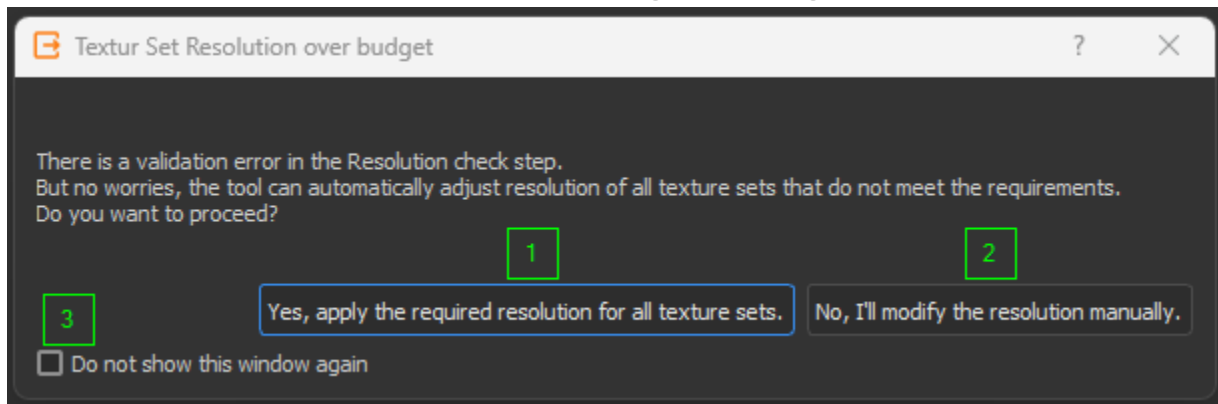 Textur Set Resolution over budget ?
There is a validation error in the Resolution check step.
But no worries, the tool can automatically adjust resolution of all texture sets that do not meet the requirements.
Do you want to proceed?
1 2
Yes, apply the required resolution for all texture sets. No, I'll modify the resolution manually.
3
Do not show this window again